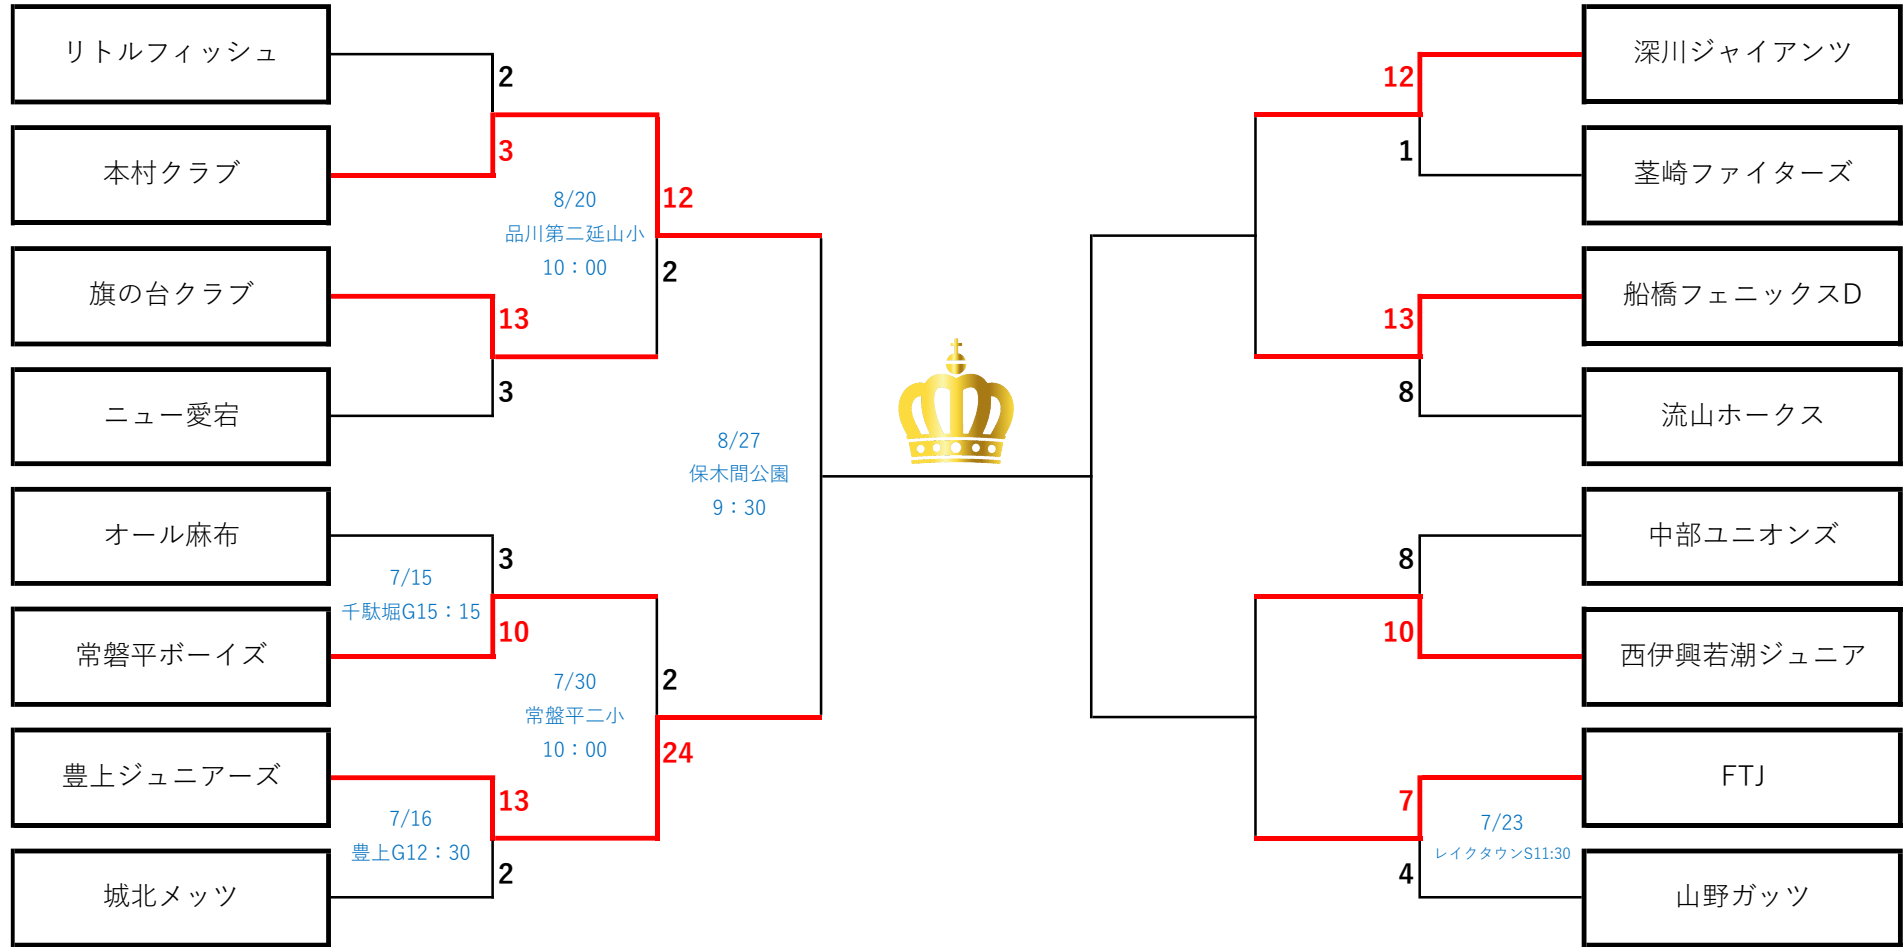 リトルフィッシュ
2
本村クラブ
3
8/20
品川第二延山小
10：00
12
2
旗の台クラブ
13
ニュー愛宕
3
8/27
保木間公園
9：30
オール麻布
3
7/15
千駄堀G15：15
常磐平ボーイズ
10
7/30
常盤平二小
10：00
2
24
豊上ジュニアーズ
13
7/16
豊上G12：30
城北メッツ
2
深川ジャイアンツ
12
茎崎ファイターズ
1
船橋フェニックスD
13
流山ホークス
8
中部ユニオンズ
8
西伊興若潮ジュニア
10
FTJ
7
7/23
レイクタウンS11:30
山野ガッツ
4